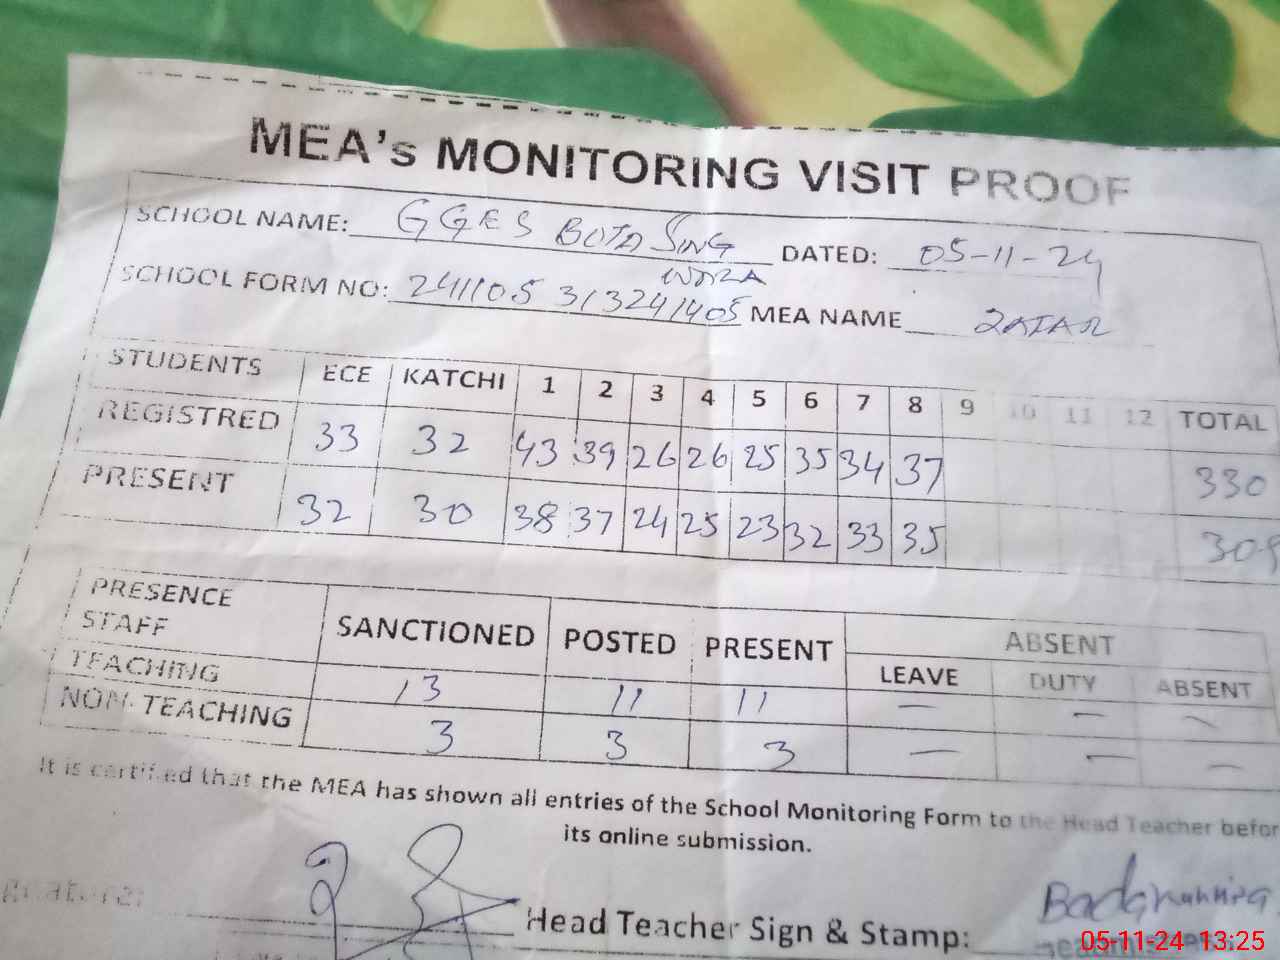 MEA's MONITORING VISIT PROOF
SCHOOL NAME: GGES BOTA SING DATED: 05-11-24
WALA
SCHOOL FORM NO: 241105 313241405 MEA NAME ZAFAR
STUDENTS ECE KATCHI 1 2 3 4 5 6 7 8 9 10 11 12 TOTAL
REGISTRED 33 32 43 39 26 26 25 35 34 37 330
PRESENT 32 30 38 37 24 25 23 32 33 35 309
PRESENCE STAFF SANCTIONED POSTED PRESENT ABSENT
LEAVE DUTY ABSENT
TEACHING 13 11 11 — — —
NON-TEACHING 3 3 3 — — —
It is certified that the MEA has shown all entries of the School Monitoring Form to the Head Teacher befor
its online submission.
Head Teacher Sign & Stamp:
05-11-24 13:25